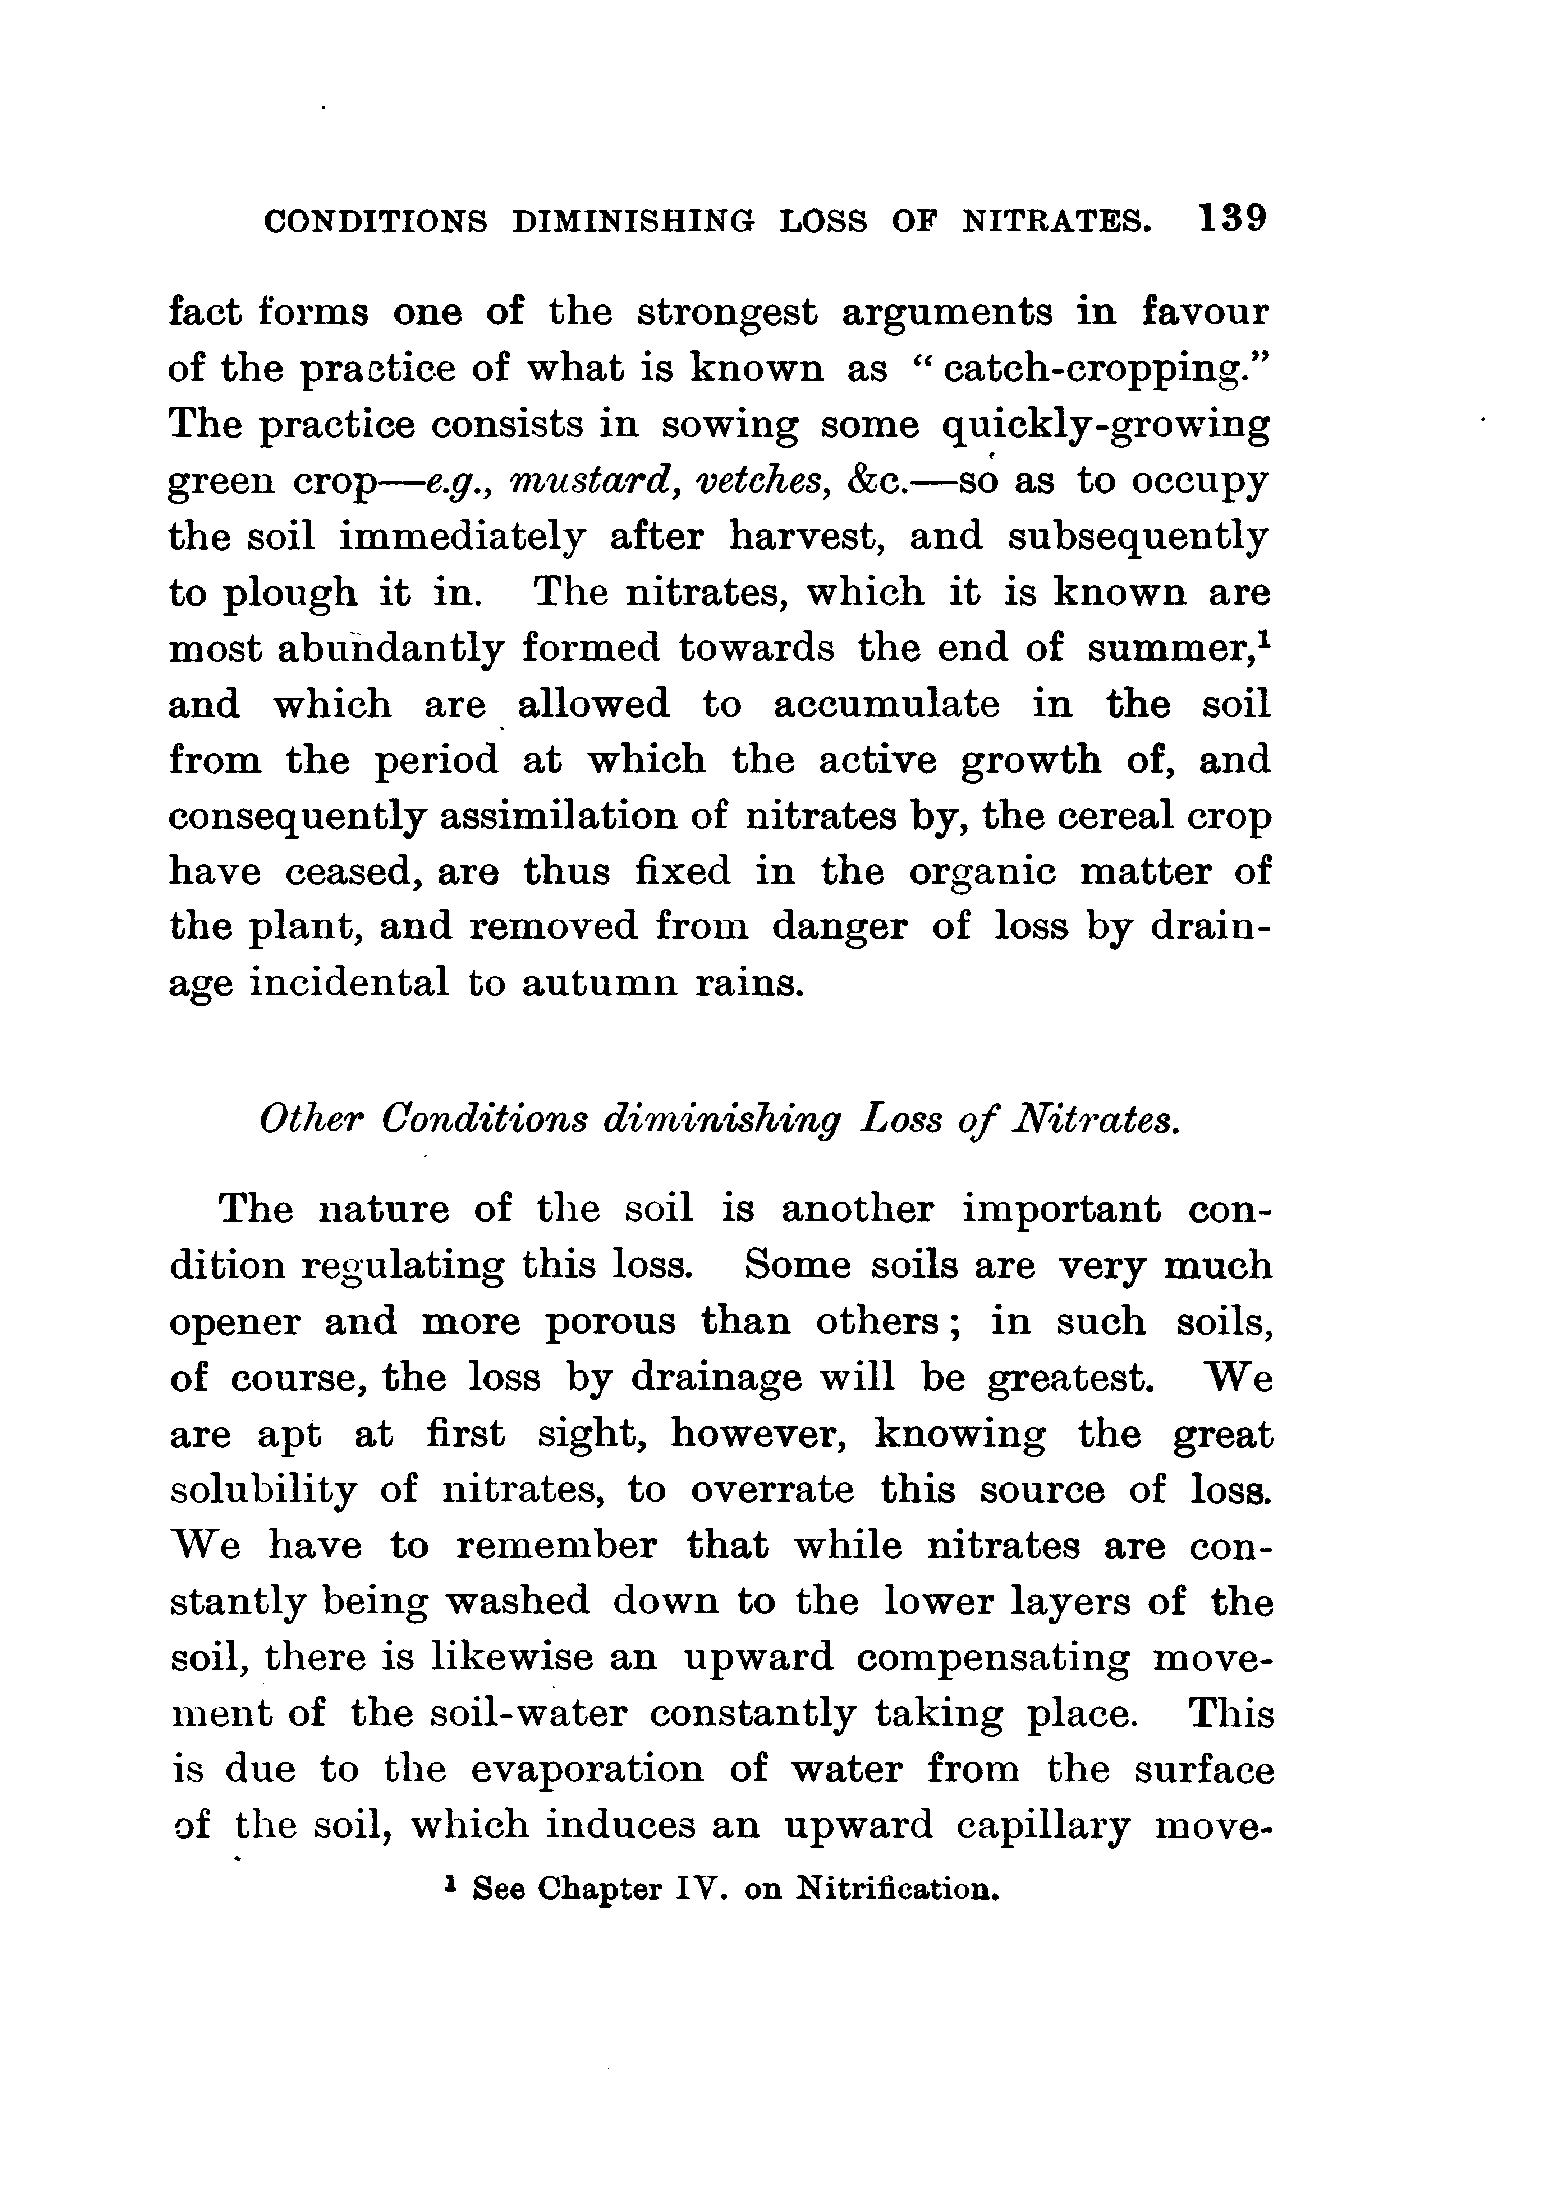 CONDITIONS DIMINISHING LOSS OF NITRATES. 139
fact forms one of the strongest arguments in favour
of the practice of what is known as “catch-cropping.”
The practice consists in sowing some quickly-growing
green crop—e.g., mustard, vetches, &c.—so as to occupy
the soil immediately after harvest, and subsequently
to plough it in. The nitrates, which it is known are
most abundantly formed towards the end of summer,¹
and which are allowed to accumulate in the soil
from the period at which the active growth of, and
consequently assimilation of nitrates by, the cereal crop
have ceased, are thus fixed in the organic matter of
the plant, and removed from danger of loss by drain-
age incidental to autumn rains.
Other Conditions diminishing Loss of Nitrates.
The nature of the soil is another important con-
dition regulating this loss. Some soils are very much
opener and more porous than others; in such soils,
of course, the loss by drainage will be greatest. We
are apt at first sight, however, knowing the great
solubility of nitrates, to overrate this source of loss.
We have to remember that while nitrates are con-
stantly being washed down to the lower layers of the
soil, there is likewise an upward compensating move-
ment of the soil-water constantly taking place. This
is due to the evaporation of water from the surface
of the soil, which induces an upward capillary move-
¹ See Chapter IV. on Nitrification.